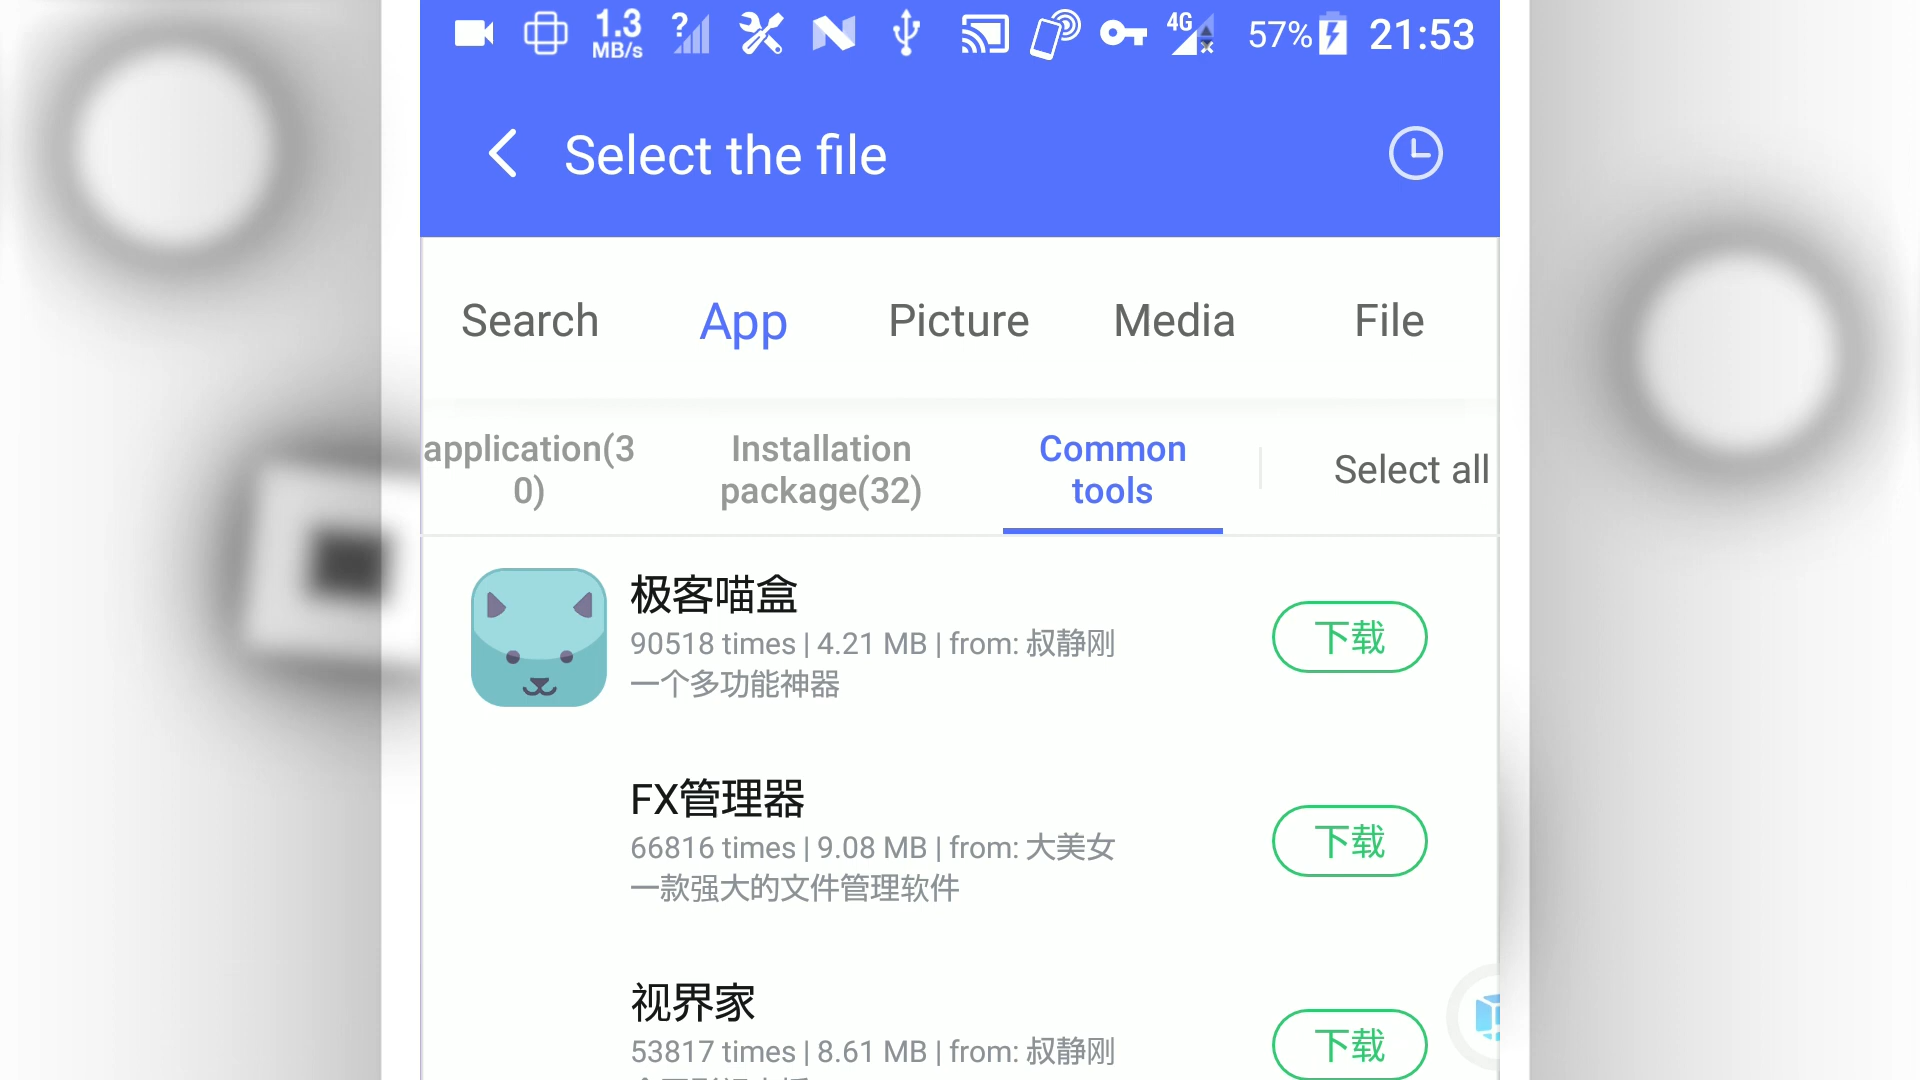 1.3
MB/s
?
4G
57%
21:53
Select the file
Search App Picture Media File
application(3
0)
Installation
package(32)
Common
tools
Select all
极客喵盒
90518 times | 4.21 MB | from: 叔静刚
一个多功能神器
下载
FX管理器
66816 times | 9.08 MB | from: 大美女
一款强大的文件管理软件
下载
视界家
53817 times | 8.61 MB | from: 叔静刚
下载